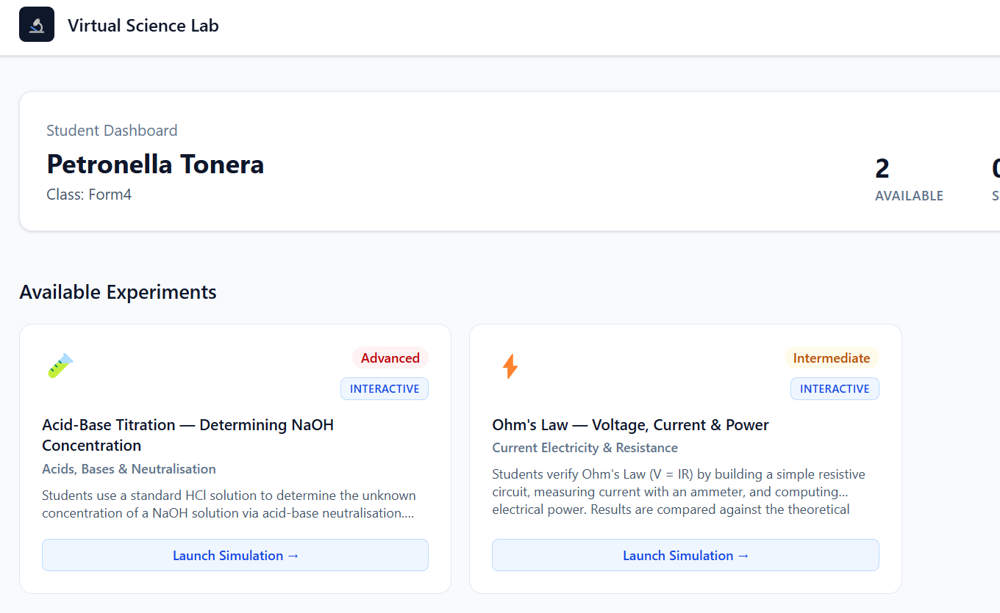 Virtual Science Lab
Student Dashboard
Petronella Tonera
Class: Form4
2
AVAILABLE
Available Experiments
Advanced
INTERACTIVE
Acid-Base Titration — Determining NaOH
Concentration
Acids, Bases & Neutralisation
Students use a standard HCl solution to determine the unknown
concentration of a NaOH solution via acid-base neutralisation....
Launch Simulation →
Intermediate
INTERACTIVE
Ohm's Law — Voltage, Current & Power
Current Electricity & Resistance
Students verify Ohm's Law (V = IR) by building a simple resistive
circuit, measuring current with an ammeter, and computing...
electrical power. Results are compared against the theoretical
Launch Simulation →